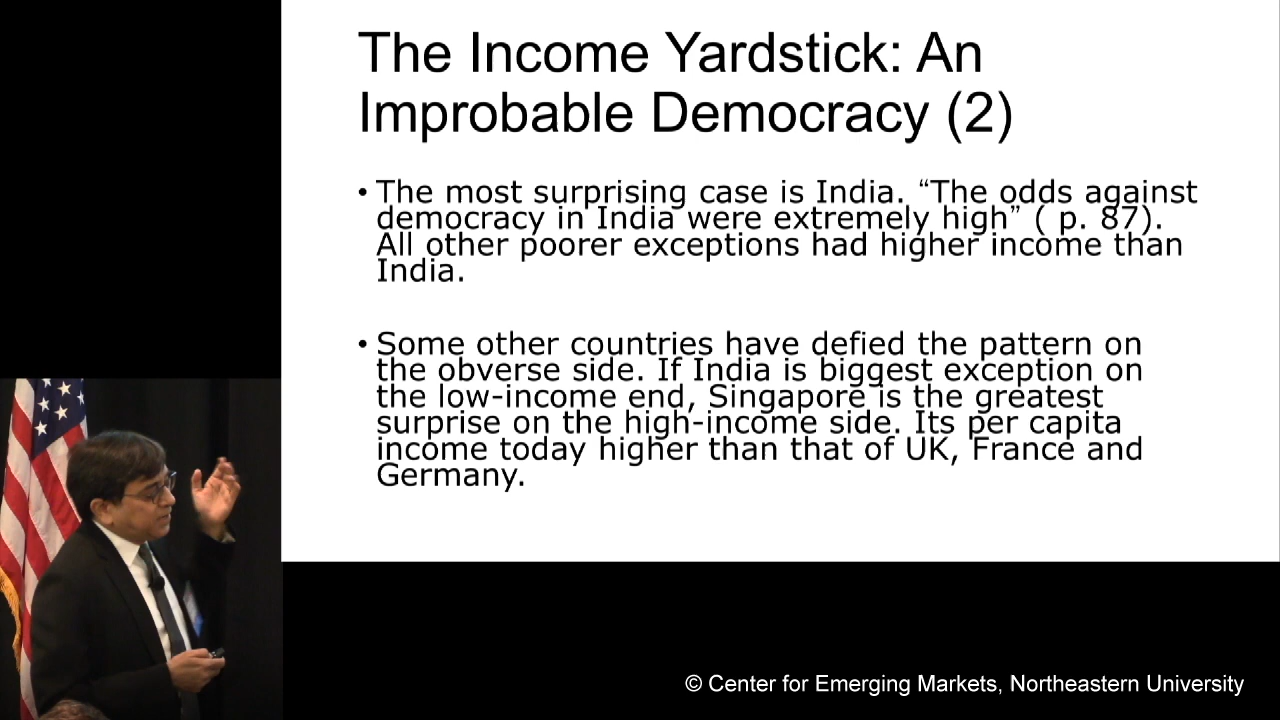 The Income Yardstick: An
Improbable Democracy (2)
• The most surprising case is India. “The odds against
democracy in India were extremely high” ( p. 87).
All other poorer exceptions had higher income than
India.
• Some other countries have defied the pattern on
the obverse side. If India is biggest exception on
the low-income end, Singapore is the greatest
surprise on the high-income side. Its per capita
income today higher than that of UK, France and
Germany.
© Center for Emerging Markets, Northeastern University